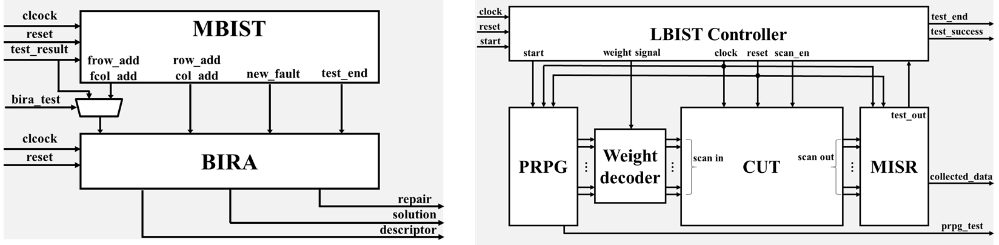 clcock
reset
test_result
MBIST
frow_add
fcol_add
row_add
col_add
new_fault
test_end
bira_test
clcock
reset
BIRA
repair
solution
descriptor
clock
reset
start
LBIST Controller
test_end
test_success
start
weight signal
clock
reset
scan_en
test_out
PRPG
Weight
decoder
scan in
CUT
scan out
MISR
collected_data
prpg_test